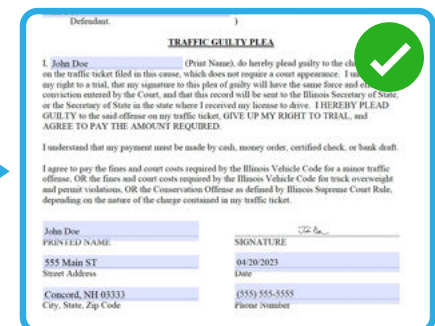 Defendant. )
TRAFFIC GUILTY PLEA
I, John Doe (Print Name), do hereby plead guilty to the
on the traffic ticket filed in this cause, which does not require a court appearance. I
my right to a trial, that my signature to this plea of guilty will have the same force and
conviction entered by the Court, and that this record will be sent to the Illinois Secretary of State,
or the Secretary of State in the state where I received my license to drive. I HEREBY PLEAD
GUILTY to the said offense on my traffic ticket, GIVE UP MY RIGHT TO TRIAL, and
AGREE TO PAY THE AMOUNT REQUIRED.
I understand that my payment must be made by cash, money order, certified check, or bank draft.
I agree to pay the fines and court costs required by the Illinois Vehicle Code for a minor traffic
offense, OR the fines and court costs required by the Illinois Vehicle Code for truck overweight
and permit violations, OR the Conservation Offense as defined by Illinois Supreme Court Rule,
depending on the nature of the charge contained in my traffic ticket.
John Doe
PRINTED NAME SIGNATURE
555 Main ST 04/20/2023
Street Address Date
Concord, NH 03333 (555) 555-5555
City, State, Zip Code Phone Number